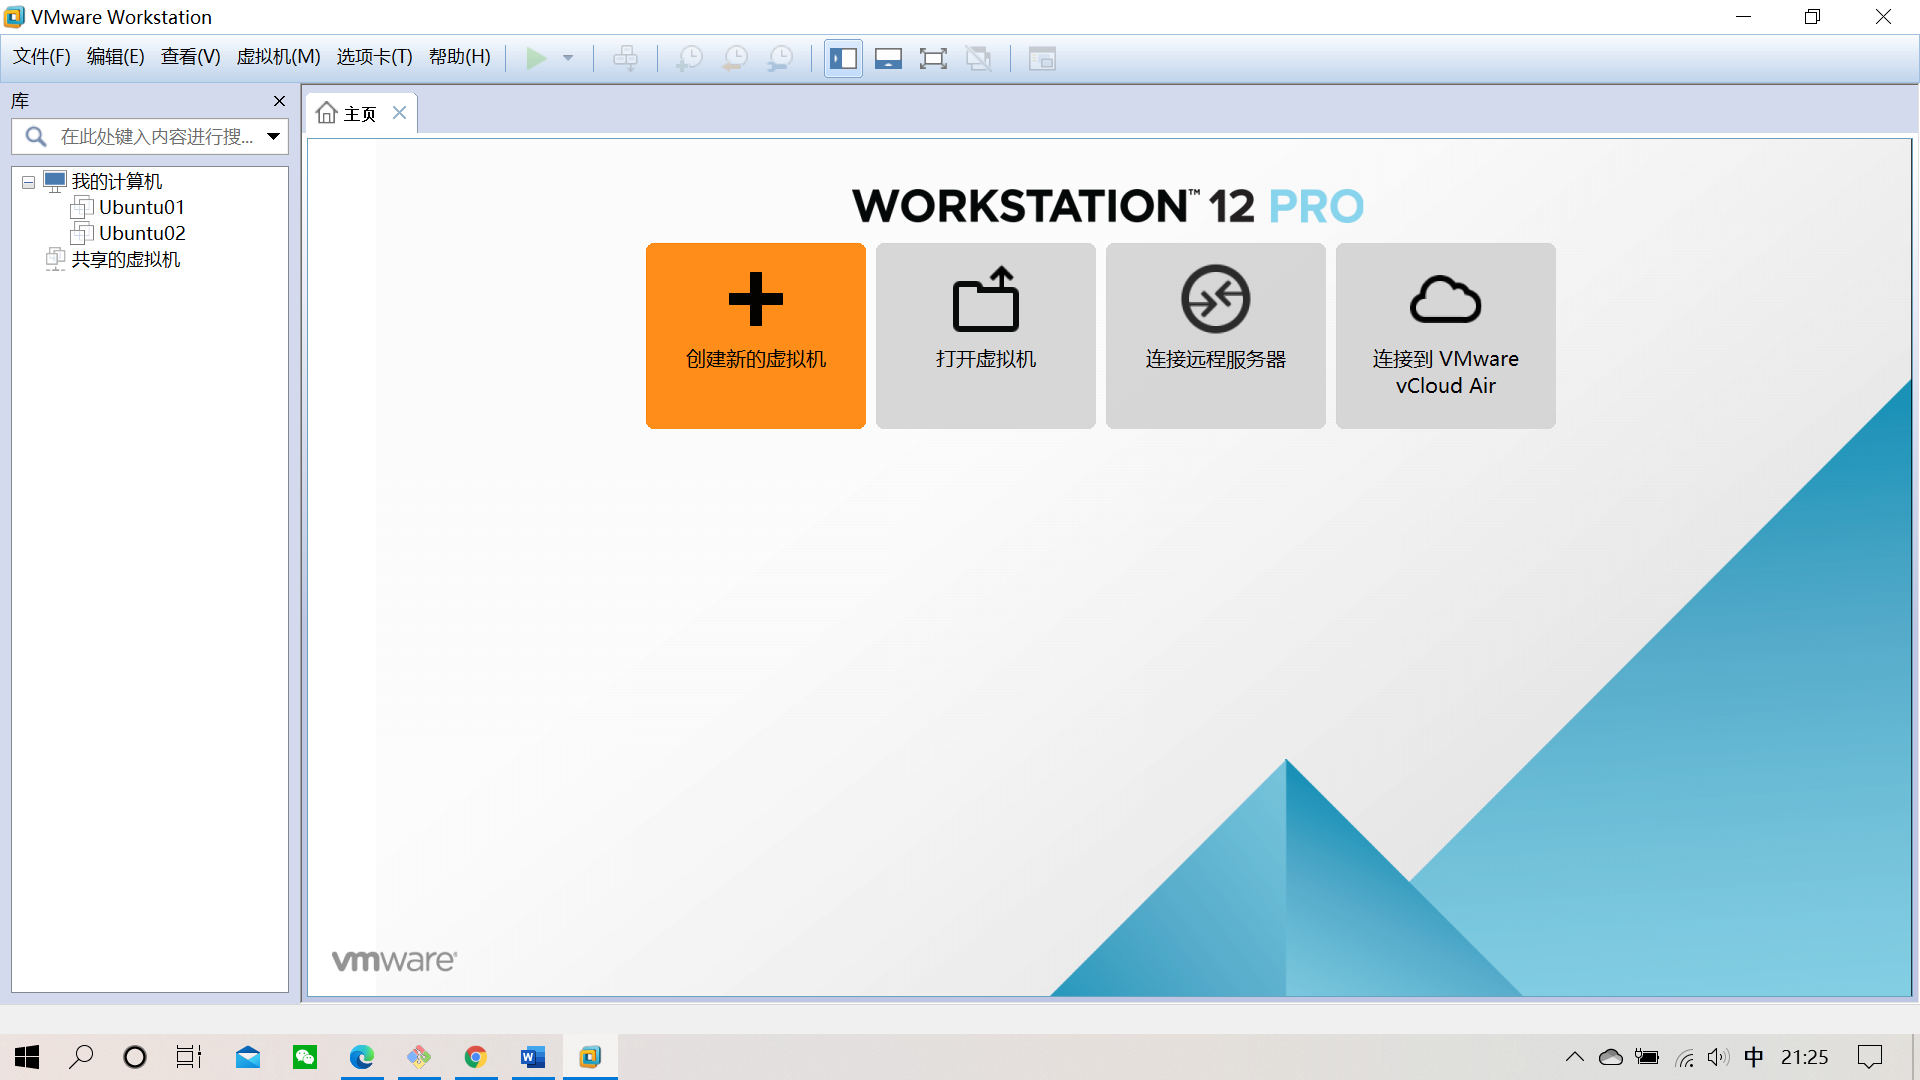 VMware Workstation
文件(F) 编辑(E) 查看(V) 虚拟机(M) 选项卡(T) 帮助(H)
库
在此处键入内容进行搜...
我的计算机
Ubuntu01
Ubuntu02
共享的虚拟机
主页
WORKSTATION™ 12 PRO
创建新的虚拟机
打开虚拟机
连接远程服务器
连接到 VMware
vCloud Air
vmware®
中 21:25